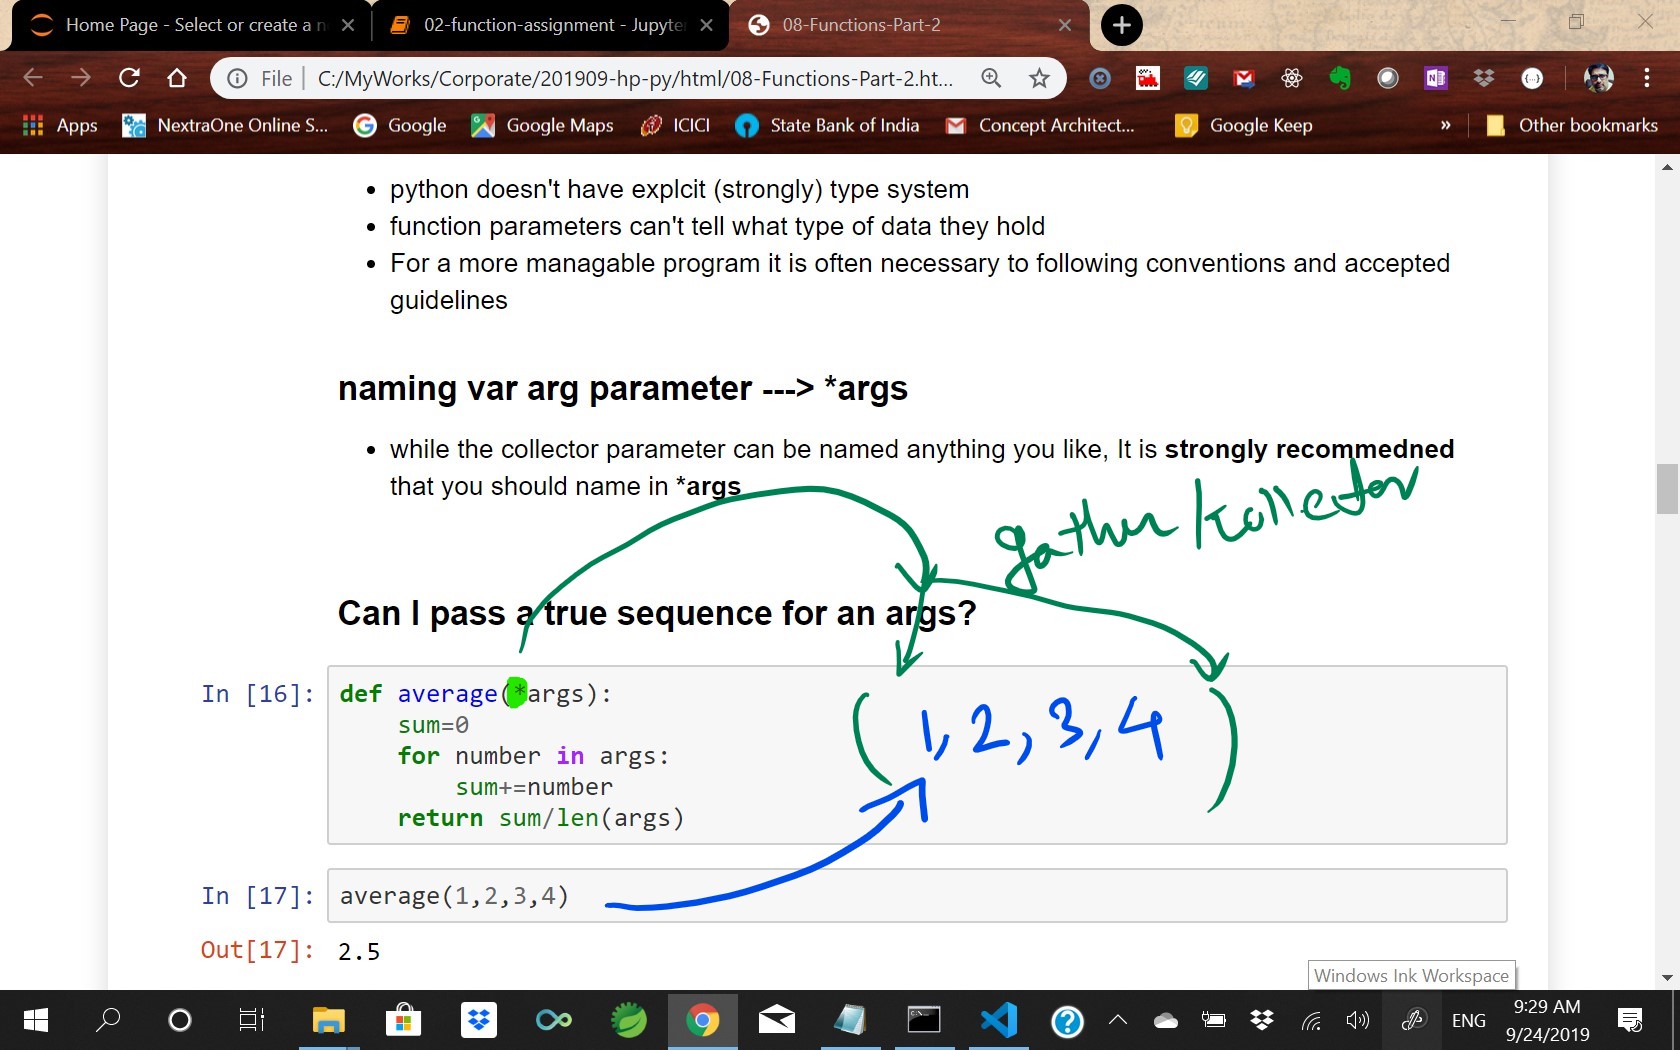 Home Page - Select or create a n
02-function-assignment - Jupyter
08-Functions-Part-2
File
C:/MyWorks/Corporate/201909-hp-py/html/08-Functions-Part-2.ht...
Apps
NextraOne Online S...
Google
Google Maps
ICICI
State Bank of India
Concept Architect...
Google Keep
»
Other bookmarks
• python doesn't have explcit (strongly) type system
• function parameters can't tell what type of data they hold
• For a more managable program it is often necessary to following conventions and accepted
guidelines
naming var arg parameter ---> *args
• while the collector parameter can be named anything you like, It is strongly recommedned
that you should name in *args
gather/collector
Can I pass a true sequence for an args?
In [16]: def average(*args):
sum=0
for number in args:
sum+=number
return sum/len(args)
(1, 2, 3, 4)
In [17]: average(1,2,3,4)
Out[17]: 2.5
Windows Ink Workspace
ENG
9:29 AM
9/24/2019